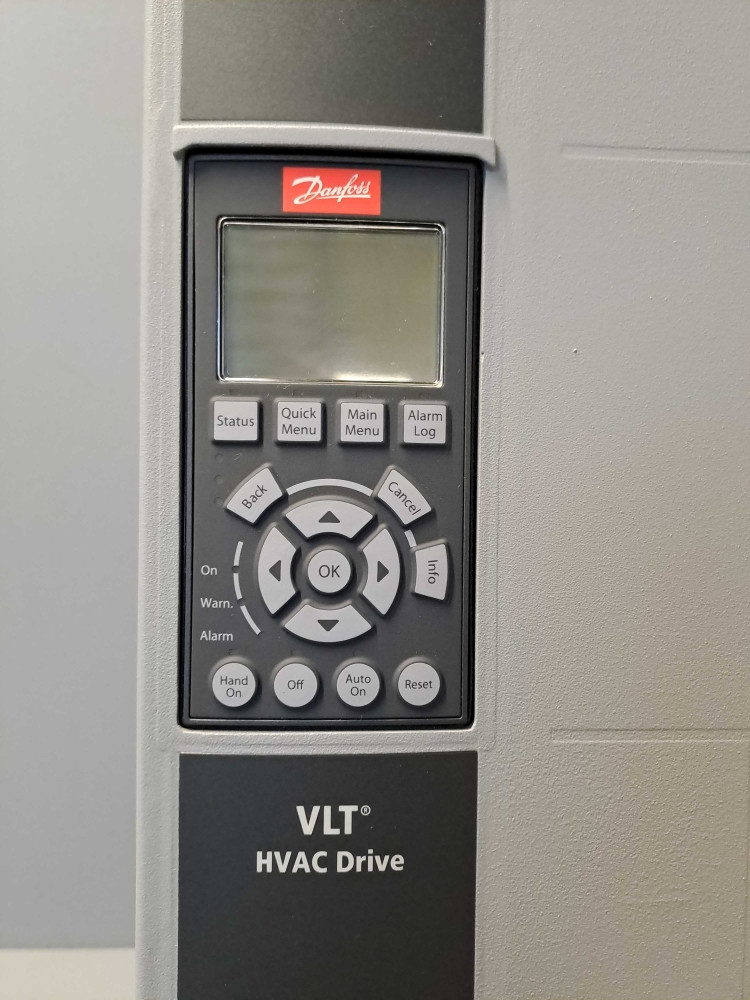 Danfoss
Status
Quick
Menu
Main
Menu
Alarm
Log
Back
Cancel
OK
Info
On
Warn.
Alarm
Hand
On
Off
Auto
On
Reset
VLT®
HVAC Drive